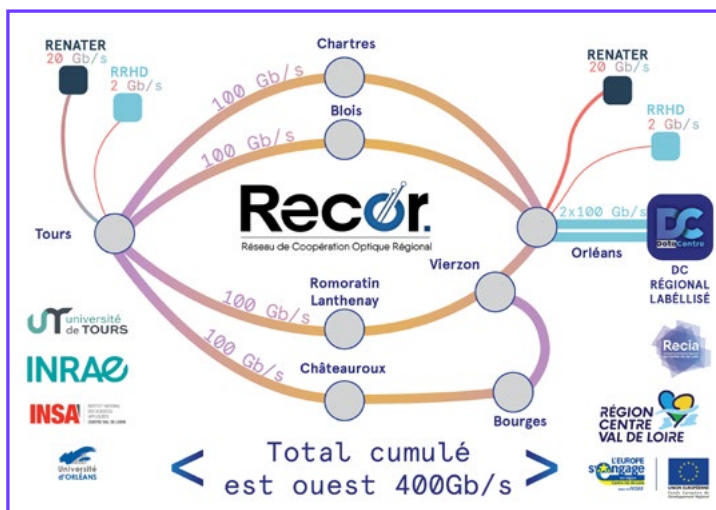 RENATER
20 Gb/s
RRHD
2 Gb/s
Chartres
100 Gb/s
Blois
100 Gb/s
RENATER
20 Gb/s
RRHD
2 Gb/s
Tours
Recor.
Réseau de Coopération Optique Régional
2x100 Gb/s
Orléans
DC
DataCentre
DC
RÉGIONAL
LABÉLLISÉ
Vierzon
Romoratin
Lanthenay
100 Gb/s
100 Gb/s
Châteauroux
Bourges
UT université
de TOURS
INRAE
INSA
Université
d'ORLÉANS
Recia
RÉGION
CENTRE
VAL DE LOIRE
L'EUROPE
s'engage
UNION EUROPÉENNE
Total cumulé
est ouest 400Gb/s